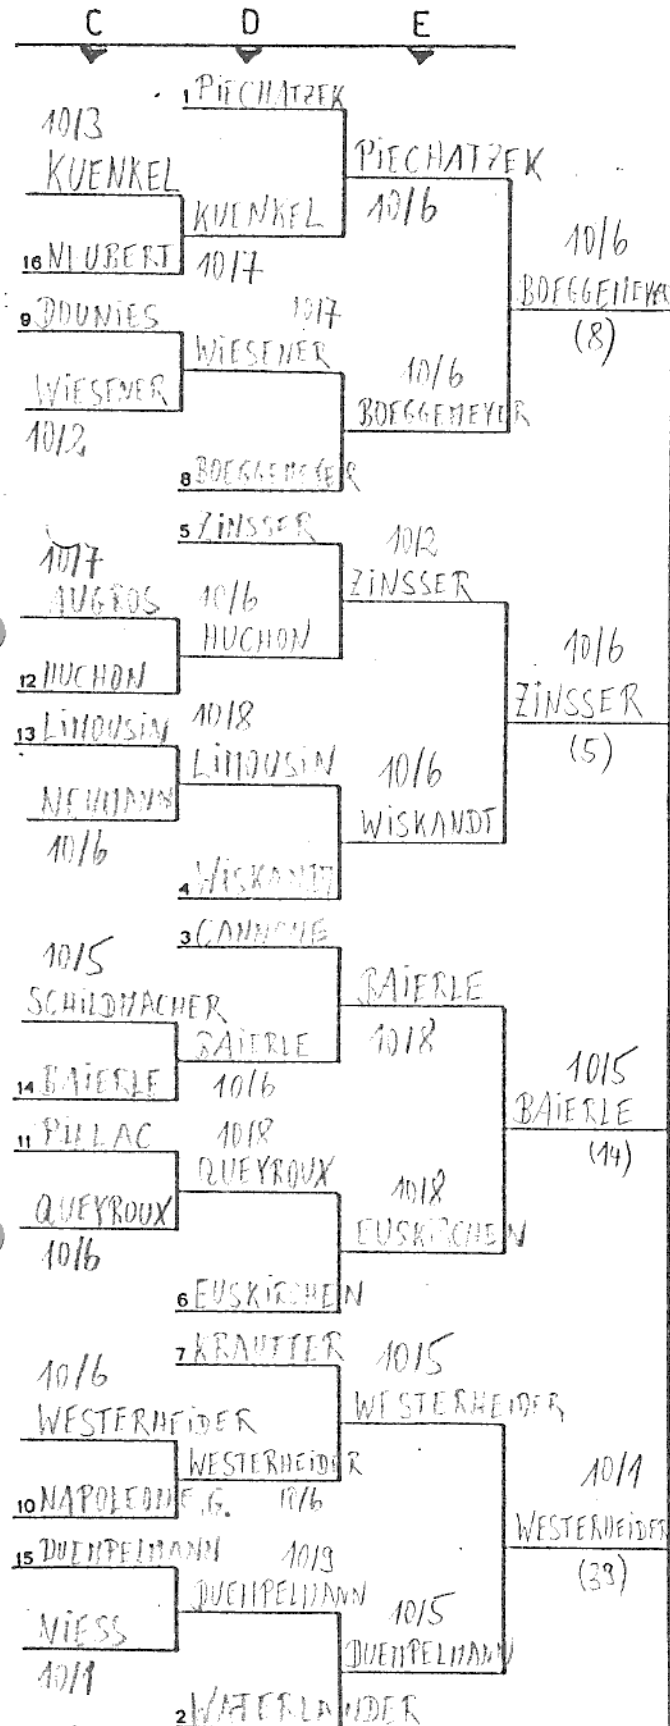 C D E
1 PIECHATZEK
10/3
KUENKEL
PIECHATZEK
10/6
KUENKEL
10/7
16 NEUBERT
10/6
BOEGGEMEYER
(8)
9 DOUNIES
10/7
WIESENER
WIESENER
10/2
10/6
BOEGGEMEYER
8 BOEGGEMEYER
5 ZINSSER
10/2
ZINSSER
10/7
AUGROS
10/6
HUCHON
12 HUCHON
10/6
ZINSSER
(5)
13 LIMOUSIN
10/8
LIMOUSIN
NEUMANN
10/6
10/6
WISKANDT
4 WISKANDT
3
10/5
SCHILDMACHER
BAIERLE
10/8
BAIERLE
10/6
14 BAIERLE
10/5
BAIERLE
(14)
11 PILLAC
10/8
QUEYROUX
QUEYROUX
10/6
10/8
EUSKIRCHEN
6 EUSKIRCHEN
7 KRAUTTER
10/5
WESTERHEIDER
10/6
WESTERHEIDER
WESTERHEIDER
10/6
10 NAPOLEONE, G.
10/1
WESTERHEIDER
(39)
15 DUEMPELMANN
10/9
DUEMPELMANN
NIESS
10/1
10/5
DUEMPELMANN
2 WATERLANDER